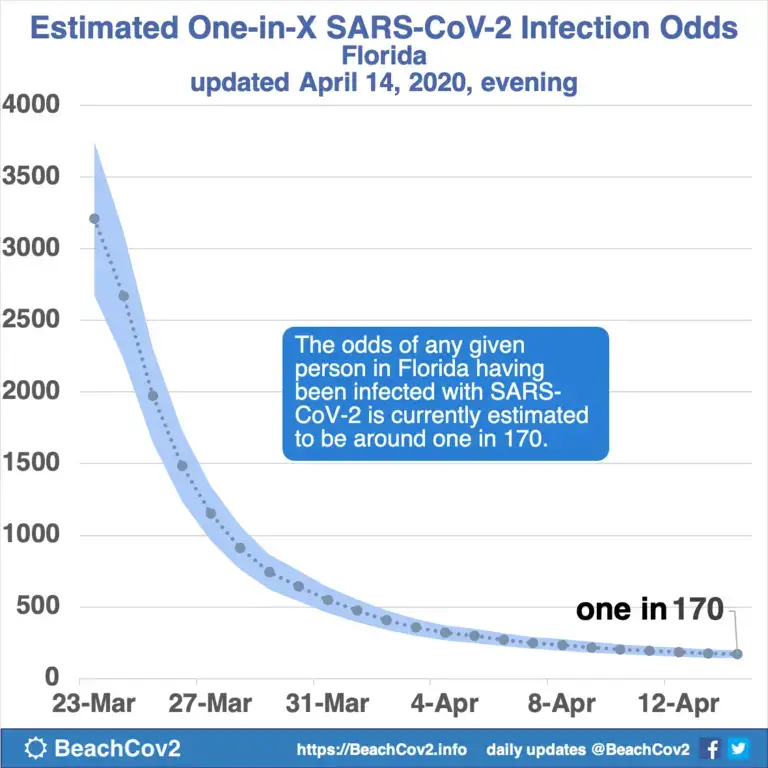 Estimated One-in-X SARS-CoV-2 Infection Odds
Florida
updated April 14, 2020, evening
4000
3500
3000
2500
2000
1500
1000
500
0
The odds of any given
person in Florida having
been infected with SARS-
CoV-2 is currently estimated
to be around one in 170.
one in 170
23-Mar 27-Mar 31-Mar 4-Apr 8-Apr 12-Apr
BeachCov2 https://BeachCov2.info daily updates @BeachCov2